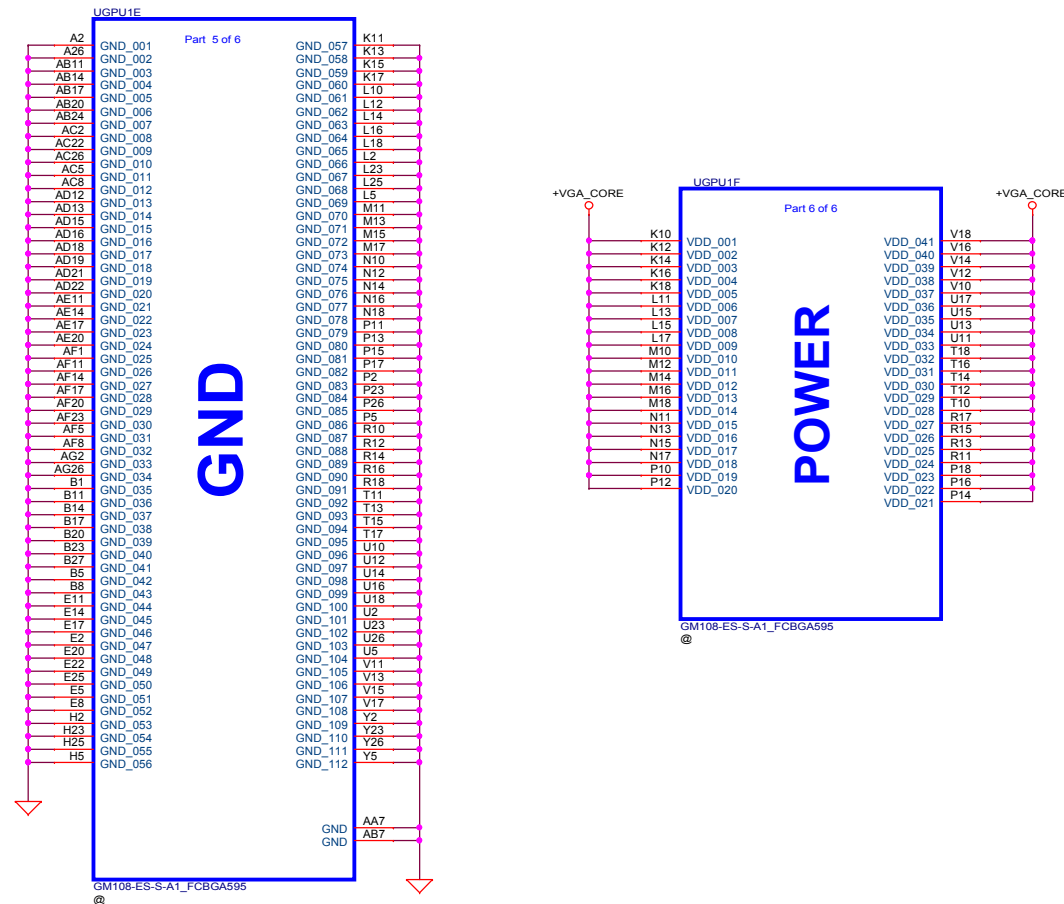 UGPU1E
Part 5 of 6
A2 GND_001 GND_057 K11
A26 GND_002 GND_058 K13
AB11 GND_003 GND_059 K15
AB14 GND_004 GND_060 K17
AB17 GND_005 GND_061 L10
AB20 GND_006 GND_062 L12
AB24 GND_007 GND_063 L14
AC2 GND_008 GND_064 L16
AC22 GND_009 GND_065 L18
AC26 GND_010 GND_066 L2
AC5 GND_011 GND_067 L23
AC8 GND_012 GND_068 L25
AD12 GND_013 GND_069 L5
AD13 GND_014 GND_070 M11
AD15 GND_015 GND_071 M13
AD16 GND_016 GND_072 M15
AD18 GND_017 GND_073 M17
AD19 GND_018 GND_074 N10
AD21 GND_019 GND_075 N12
AD22 GND_020 GND_076 N14
AE11 GND_021 GND_077 N16
AE14 GND_022 GND_078 N18
AE17 GND_023 GND_079 P11
AE20 GND_024 GND_080 P13
AF1 GND_025 GND_081 P15
AF11 GND_026 GND_082 P17
AF14 GND_027 GND_083 P2
AF17 GND_028 GND_084 P23
AF20 GND_029 GND_085 P26
AF23 GND_030 GND_086 P5
AF5 GND_031 GND_087 R10
AF8 GND_032 GND_088 R12
AG2 GND_033 GND_089 R14
AG26 GND_034 GND_090 R16
B1 GND_035 GND_091 R18
B11 GND_036 GND_092 T11
B14 GND_037 GND_093 T13
B17 GND_038 GND_094 T15
B20 GND_039 GND_095 T17
B23 GND_040 GND_096 U10
B27 GND_041 GND_097 U12
B5 GND_042 GND_098 U14
B8 GND_043 GND_099 U16
E11 GND_044 GND_100 U18
E14 GND_045 GND_101 U2
E17 GND_046 GND_102 U23
E2 GND_047 GND_103 U26
E20 GND_048 GND_104 U5
E22 GND_049 GND_105 V11
E25 GND_050 GND_106 V13
E5 GND_051 GND_107 V15
E8 GND_052 GND_108 V17
H2 GND_053 GND_109 Y2
H23 GND_054 GND_110 Y23
H25 GND_055 GND_111 Y26
H5 GND_056 GND_112 Y5
GND
GND AA7
GND AB7
GM108-ES-S-A1_FCBGA595
@
UGPU1F
+VGA_CORE
+VGA_CORE
Part 6 of 6
K10 VDD_001 VDD_041 V18
K12 VDD_002 VDD_040 V16
K14 VDD_003 VDD_039 V14
K16 VDD_004 VDD_038 V12
K18 VDD_005 VDD_037 V10
L11 VDD_006 VDD_036 U17
L13 VDD_007 VDD_035 U15
L15 VDD_008 VDD_034 U13
L17 VDD_009 VDD_033 U11
M10 VDD_010 VDD_032 T18
M12 VDD_011 VDD_031 T16
M14 VDD_012 VDD_030 T14
M16 VDD_013 VDD_029 T12
M18 VDD_014 VDD_028 T10
N11 VDD_015 VDD_027 R17
N13 VDD_016 VDD_026 R15
N15 VDD_017 VDD_025 R13
N17 VDD_018 VDD_024 R11
P10 VDD_019 VDD_023 P18
P12 VDD_020 VDD_022 P16
VDD_021 P14
POWER
GM108-ES-S-A1_FCBGA595
@